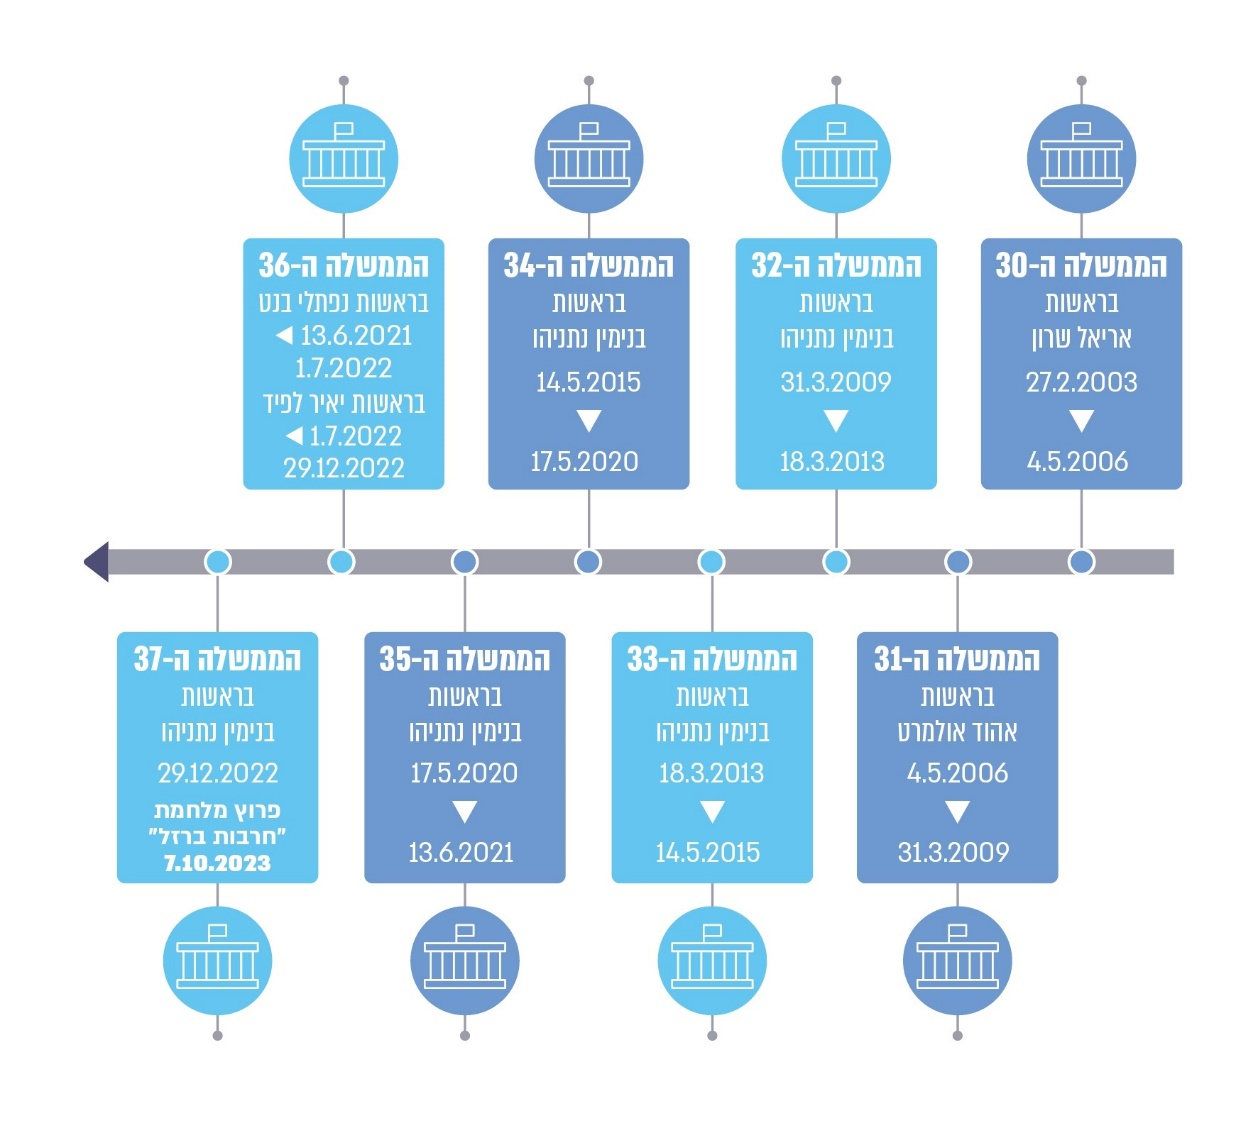 הממשלה ה-30
בראשות
אריאל שרון
27.2.2003
4.5.2006
הממשלה ה-31
בראשות
אהוד אולמרט
4.5.2006
31.3.2009
הממשלה ה-32
בראשות
בנימין נתניהו
31.3.2009
18.3.2013
הממשלה ה-33
בראשות
בנימין נתניהו
18.3.2013
14.5.2015
הממשלה ה-34
בראשות
בנימין נתניהו
14.5.2015
17.5.2020
הממשלה ה-35
בראשות
בנימין נתניהו
17.5.2020
13.6.2021
הממשלה ה-36
בראשות נפתלי בנט
13.6.2021 ◄
1.7.2022
בראשות יאיר לפיד
1.7.2022 ◄
29.12.2022
הממשלה ה-37
בראשות
בנימין נתניהו
29.12.2022
פרוץ מלחמת
"חרבות ברזל"
7.10.2023